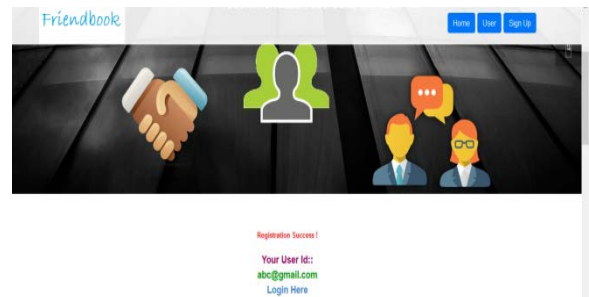 Friendbook
Home User Sign Up
Registration Success !
Your User Id::
abc@gmail.com
Login Here